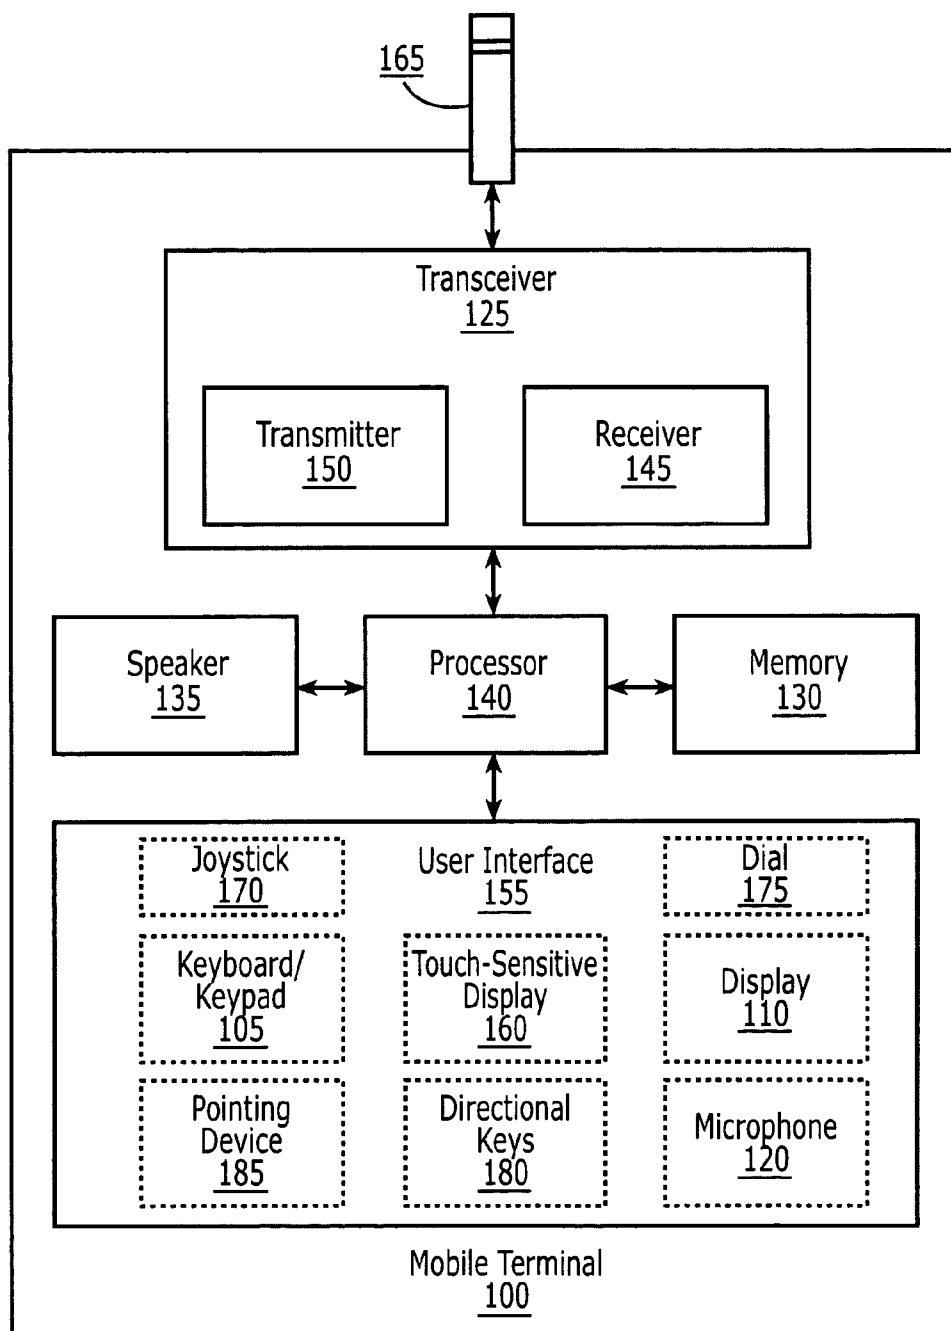 165
Transceiver
125
Transmitter
150
Receiver
145
Speaker
135
Processor
140
Memory
130
User Interface
155
Joystick
170
Dial
175
Keyboard/
Keypad
105
Touch-Sensitive
Display
160
Display
110
Pointing
Device
185
Directional
Keys
180
Microphone
120
Mobile Terminal
100